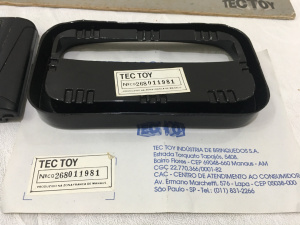 TEC TOY
TEC TOY
NºC0268011981
TEC TOY
NºC0268011981
TEC TOY INDÚSTRIA DE BRINQUEDOS S.A.
Estrada Torquato Tapajós, 5408
Bairro Flores - CEP 69048-660 Manaus - AM
CGC 22.770.366/0001-82
CAC - CENTRO DE ATENDIMENTO AO CONSUMIDOR
Av. Ermano Marchetti, 576 - Lapa - CEP 05038-000
São Paulo - SP - Tel.: (011) 831-2266